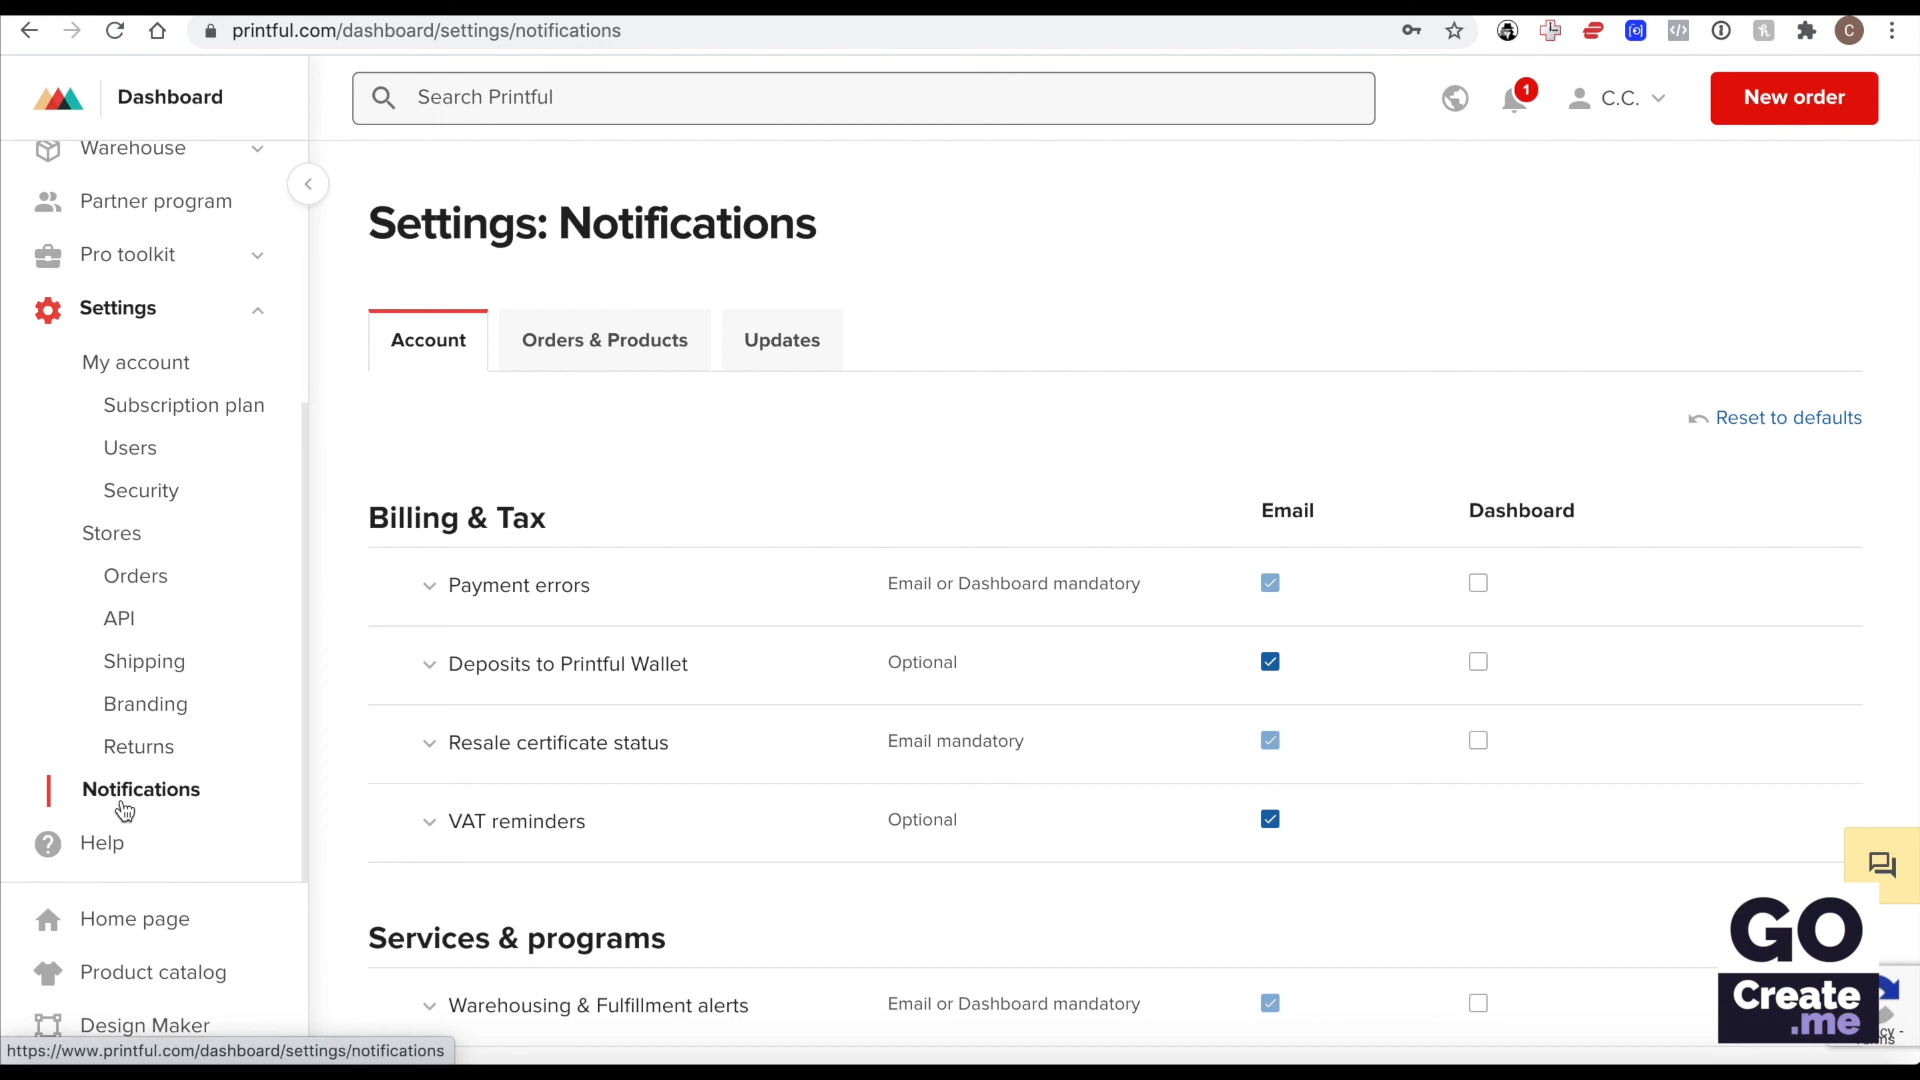 printful.com/dashboard/settings/notifications
C
Dashboard
Search Printful
1
C.C.
New order
Warehouse
Partner program
Pro toolkit
Settings
My account
Subscription plan
Users
Security
Stores
Orders
API
Shipping
Branding
Returns
Notifications
Help
Home page
Product catalog
Design Maker
https://www.printful.com/dashboard/settings/notifications
Settings: Notifications
Account
Orders & Products
Updates
Reset to defaults
Billing & Tax
Email
Dashboard
Payment errors
Email or Dashboard mandatory
Deposits to Printful Wallet
Optional
Resale certificate status
Email mandatory
VAT reminders
Optional
Services & programs
Warehousing & Fulfillment alerts
Email or Dashboard mandatory
GO
Create
.me